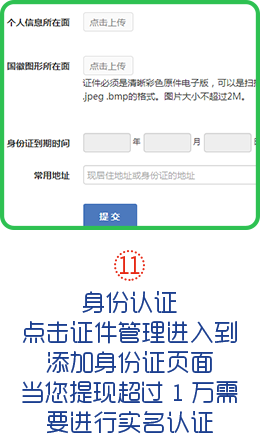 个人信息所在面 点击上传
国徽图形所在面 点击上传
证件必须是清晰彩色原件电子版，可以是扫
.jpeg .bmp的格式。图片大小不超过2M。
身份证到期时间 年 月
常用地址 现居住地址或身份证的地址
提 交
11
身份认证
点击证件管理进入到
添加身份证页面
当您提现超过 1 万需
要进行实名认证